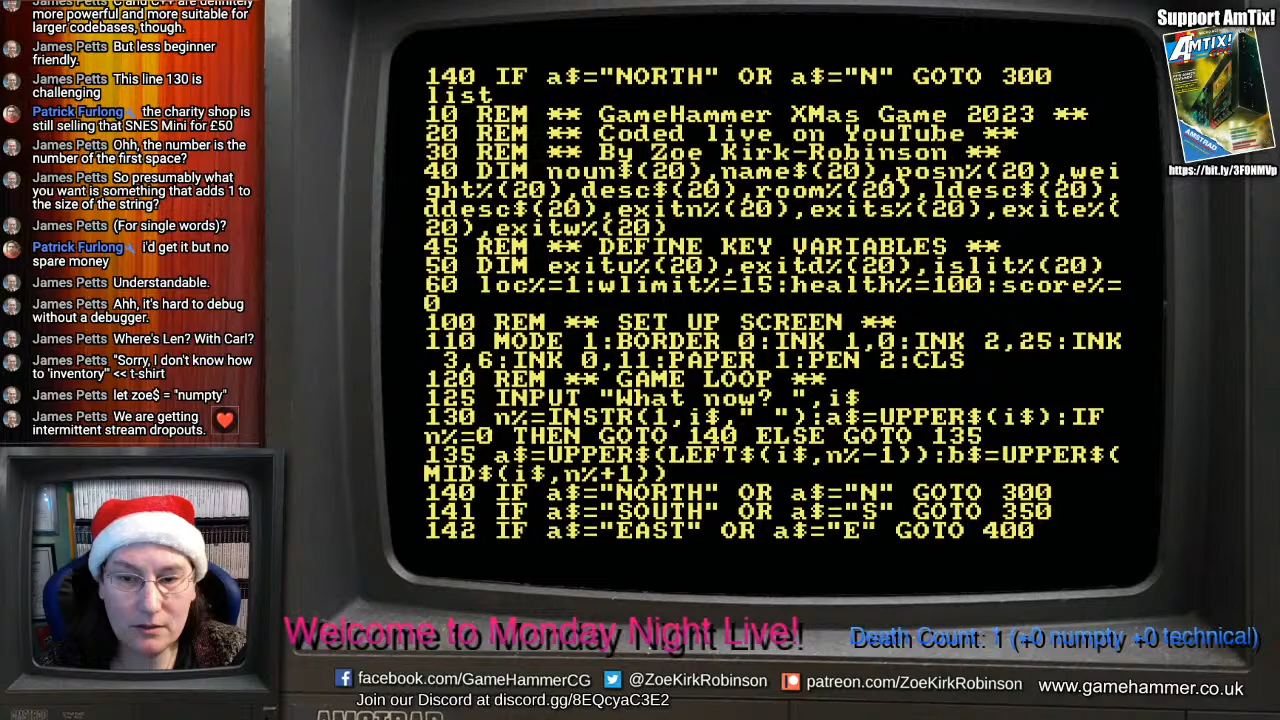 more powerful and more suitable for
larger codebases, though.
James Petts But less beginner
friendly.
James Petts This line 130 is
challenging
Patrick Furlong the charity shop is
still selling that SNES Mini for £50
James Petts Ohh, the number is the
number of the first space?
James Petts So presumably what
you want is something that adds 1 to
the size of the string?
James Petts (For single words)?
Patrick Furlong i'd get it but no
spare money
James Petts Understandable.
James Petts Ahh, it's hard to debug
without a debugger.
James Petts Where's Len? With Carl?
James Petts "Sorry, I don't know how
to 'inventory'" << t-shirt
James Petts let zoe$ = "numpty"
James Petts We are getting
intermittent stream dropouts.
140 IF a$="NORTH" OR a$="N" GOTO 300
list
10 REM ** GameHammer XMas Game 2023 **
20 REM ** Coded live on YouTube **
30 REM ** By Zoe Kirk-Robinson **
40 DIM noun$(20),name$(20),posn%(20),wei
ght%(20),desc$(20),room%(20),ldesc$(20),
ddesc$(20),exitn%(20),exits%(20),exite%(
20),exitw%(20)
45 REM ** DEFINE KEY VARIABLES **
50 DIM exitu%(20),exitd%(20),islit%(20)
60 loc%=1:wlimit%=15:health%=100:score%=
0
100 REM ** SET UP SCREEN **
110 MODE 1:BORDER 0:INK 1,0:INK 2,25:INK
3,6:INK 0,11:PAPER 1:PEN 2:CLS
120 REM ** GAME LOOP **
125 INPUT "What now? ",i$
130 n%=INSTR(1,i$," "):a$=UPPER$(i$):IF
n%=0 THEN GOTO 140 ELSE GOTO 135
135 a$=UPPER$(LEFT$(i$,n%-1)):b$=UPPER$(
MID$(i$,n%+1))
140 IF a$="NORTH" OR a$="N" GOTO 300
141 IF a$="SOUTH" OR a$="S" GOTO 350
142 IF a$="EAST" OR a$="E" GOTO 400
Support AmTix!
AMTIX!
AMSTRAD
https://bit.ly/3F0NMVp
Welcome to Monday Night Live!
Death Count: 1 (+0 numpty +0 technical)
facebook.com/GameHammerCG
@ZoeKirkRobinson
patreon.com/ZoeKirkRobinson
www.gamehammer.co.uk
Join our Discord at discord.gg/8EQcyaC3E2
AMSTRAD